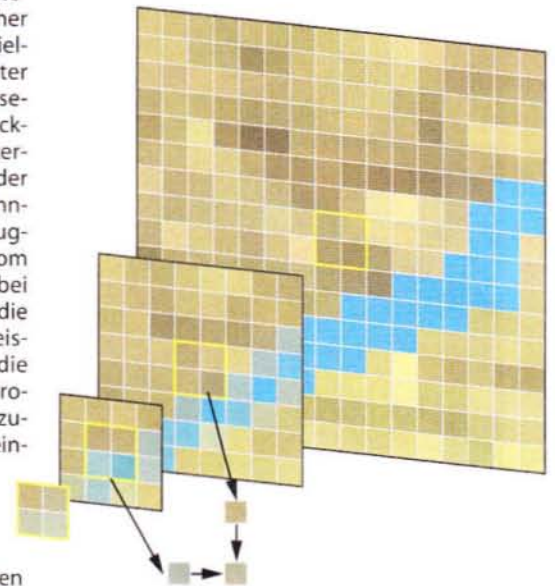 her
iel-
ter
se-
ck-
er-
der
nn-
ug-
om
bei
die
eis-
die
ro-
zu-
ein-
en